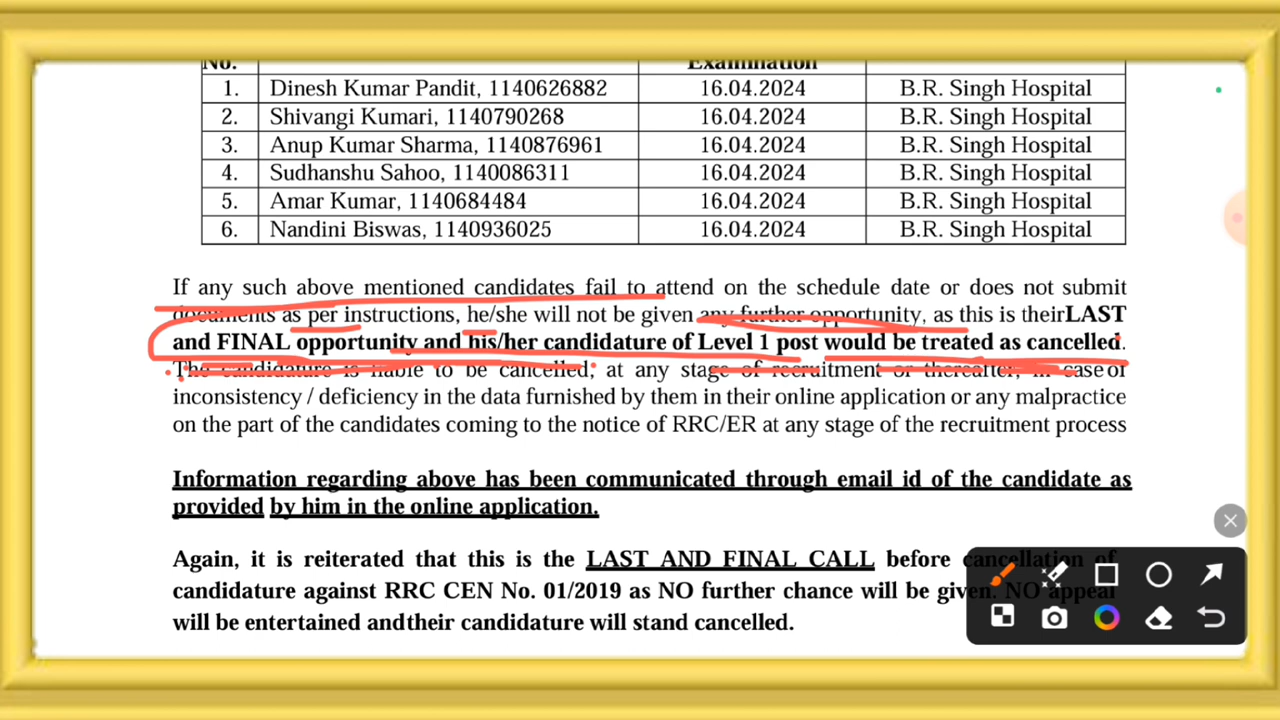 No. Examination
1. Dinesh Kumar Pandit, 1140626882 16.04.2024 B.R. Singh Hospital
2. Shivangi Kumari, 1140790268 16.04.2024 B.R. Singh Hospital
3. Anup Kumar Sharma, 1140876961 16.04.2024 B.R. Singh Hospital
4. Sudhanshu Sahoo, 1140086311 16.04.2024 B.R. Singh Hospital
5. Amar Kumar, 1140684484 16.04.2024 B.R. Singh Hospital
6. Nandini Biswas, 1140936025 16.04.2024 B.R. Singh Hospital
If any such above mentioned candidates fail to attend on the schedule date or does not submit
documents as per instructions, he/she will not be given any further opportunity, as this is theirLAST
and FINAL opportunity and his/her candidature of Level 1 post would be treated as cancelled.
The candidature is liable to be cancelled; at any stage of recruitment or thereafter, in case of
inconsistency / deficiency in the data furnished by them in their online application or any malpractice
on the part of the candidates coming to the notice of RRC/ER at any stage of the recruitment process
Information regarding above has been communicated through email id of the candidate as
provided by him in the online application.
Again, it is reiterated that this is the LAST AND FINAL CALL before cancellation of
candidature against RRC CEN No. 01/2019 as NO further chance will be given. NO appeal
will be entertained andtheir candidature will stand cancelled.